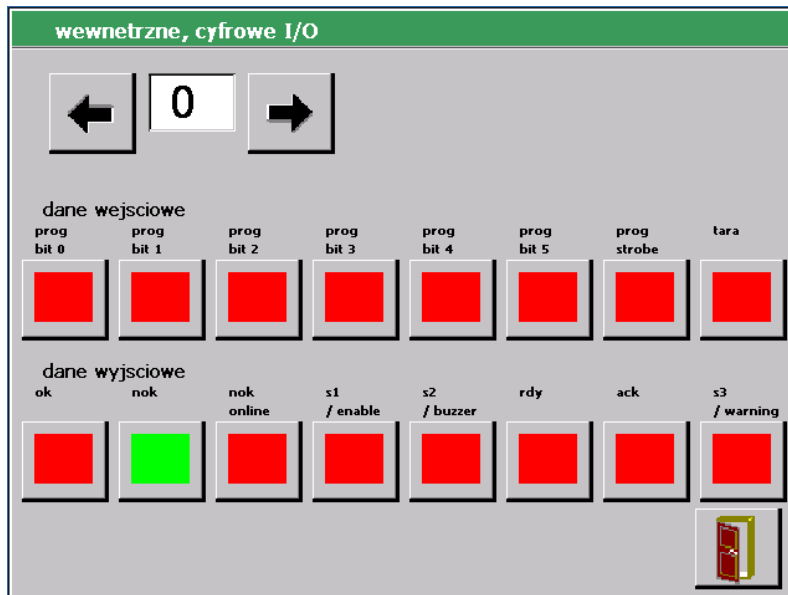 wewnetrzne, cyfrowe I/O
0
dane wejsciowe
prog prog prog prog prog prog prog tara
bit 0 bit 1 bit 2 bit 3 bit 4 bit 5 strobe
dane wyjsciowe
ok nok nok s1 s2 rdy ack s3
online / enable / buzzer / warning